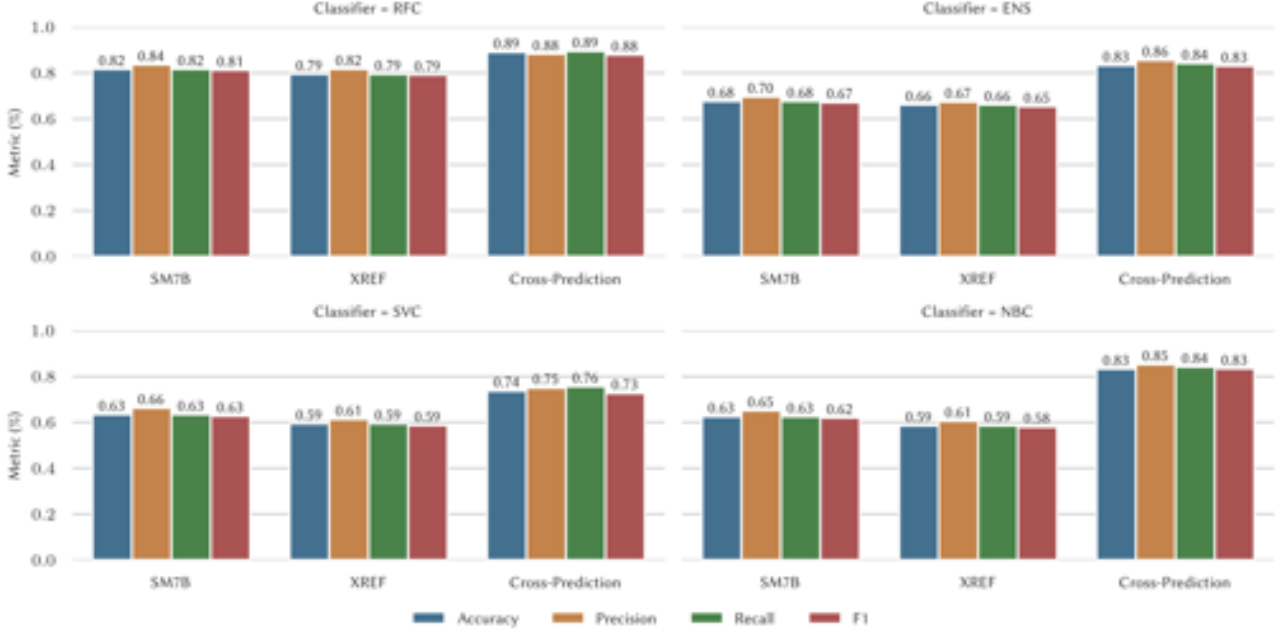 Classifier = RFC
Classifier = ENS
Metric (%)
1.0
0.8
0.6
0.4
0.2
0.0
0.82 0.84 0.82 0.81
0.79 0.82 0.79 0.79
0.89 0.88 0.89 0.88
0.68 0.70 0.68 0.67
0.66 0.67 0.66 0.65
0.83 0.86 0.84 0.83
SM7B XREF Cross-Prediction
SM7B XREF Cross-Prediction
Classifier = SVC
Classifier = NBC
Metric (%)
1.0
0.8
0.6
0.4
0.2
0.0
0.63 0.66 0.63 0.63
0.59 0.61 0.59 0.59
0.74 0.75 0.76 0.73
0.63 0.65 0.63 0.62
0.59 0.61 0.59 0.58
0.83 0.85 0.84 0.83
SM7B XREF Cross-Prediction
SM7B XREF Cross-Prediction
Accuracy Precision Recall F1